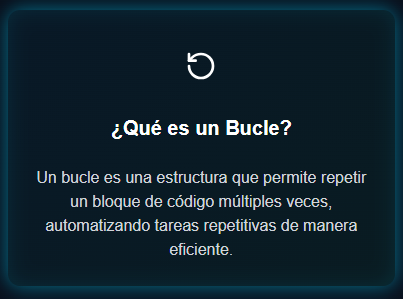 ¿Qué es un Bucle?
Un bucle es una estructura que permite repetir
un bloque de código múltiples veces,
automatizando tareas repetitivas de manera
eficiente.